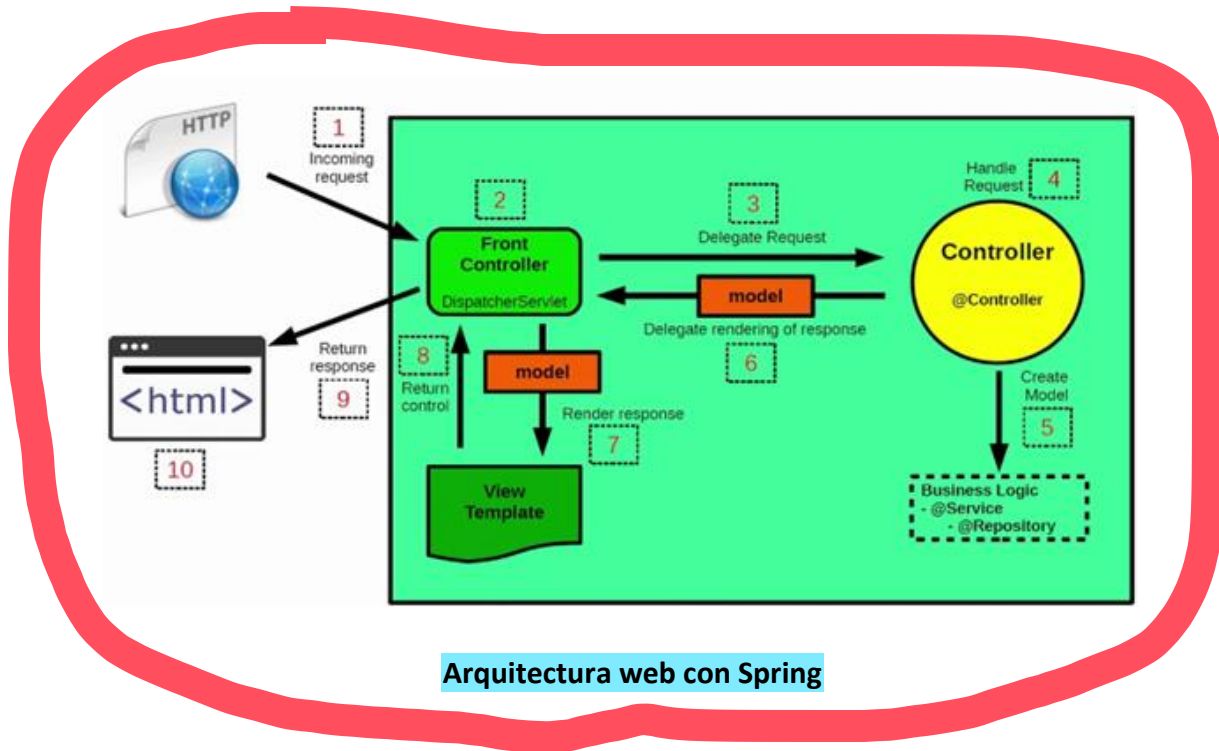 HTTP
1
Incoming
request
2
Front
Controller
DispatcherServlet
3
Delegate Request
Handle
Request
4
Controller
@Controller
model
Delegate rendering of response
6
Create
Model
5
Business Logic
- @Service
- @Repository
model
Render response
7
8
Return
control
View
Template
Return
response
9
<html>
10
Arquitectura web con Spring